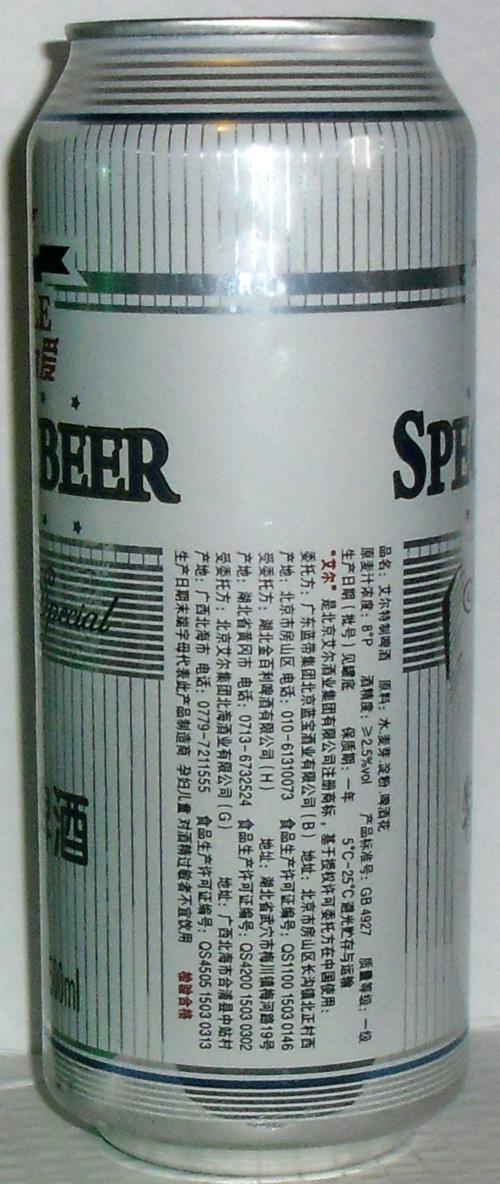 E
BEER
SPE
Special
酒
00ml
品名：艾尔特制啤酒 原料：水,麦芽,淀粉,啤酒花
原麦汁浓度：8°P 酒精度：≥2.5%vol 产品标准号：GB 4927 质量等级：一级
生产日期（批号）见罐底 保质期：一年 5℃-25℃避光贮存与运输
"艾尔"是北京艾尔酒业集团有限公司注册商标，基于授权许可委托方在中国使用：
委托方：广东蓝带集团北京蓝宝酒业有限公司（B） 地址：北京市房山区长沟镇北正村西
产地：北京市房山区 电话：010-61310073 食品生产许可证编号：QS1100 1503 0146
受委托方：湖北金百利啤酒有限公司（H） 地址：湖北省武穴市梅川镇梅河路19号
产地：湖北省黄冈市 电话：0713-6732524 食品生产许可证编号：QS4200 1503 0302
受委托方：北京艾尔集团北海酒业有限公司（G） 地址：广西北海市合浦县中站村
产地：广西北海市 电话：0779-7211555 食品生产许可证编号：QS4505 1503 0313
生产日期末端字母代表此产品制造商 孕妇儿童,对酒精过敏者不宜饮用 检验合格